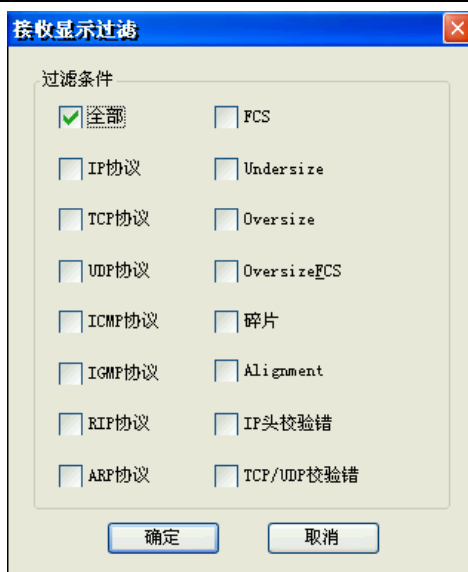 接收显示过滤
过滤条件
全部 FCS
IP协议 Undersize
TCP协议 Oversize
UDP协议 OversizeFCS
ICMP协议 碎片
IGMP协议 Alignment
RIP协议 IP头校验错
ARP协议 TCP/UDP校验错
确定 取消